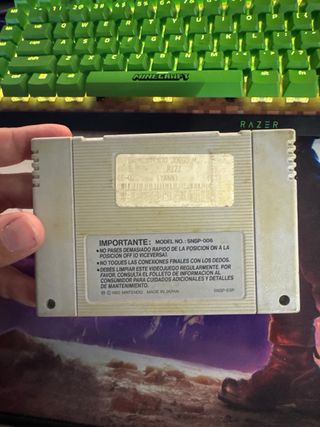 MINECRAFT
RAZER
IMPORTANTE: MODEL NO.: SNSP-006
• NO PASES DEMASIADO RAPIDO DE LA POSICION ON A LA
POSICION OFF (O VICEVERSA).
• NO TOQUES LAS CONEXIONES FINALES CON LOS DEDOS.
• DEBES LIMPIAR ESTE VIDEOJUEGO REGULARMENTE. POR
FAVOR, CONSULTA EL FOLLETO DE INFORMACION AL
CONSUMIDOR PARA CUIDADOS ADICIONALES Y DETALLES
DE MANTENIMIENTO.
© 1992 NINTENDO MADE IN JAPAN SNSP-ESP